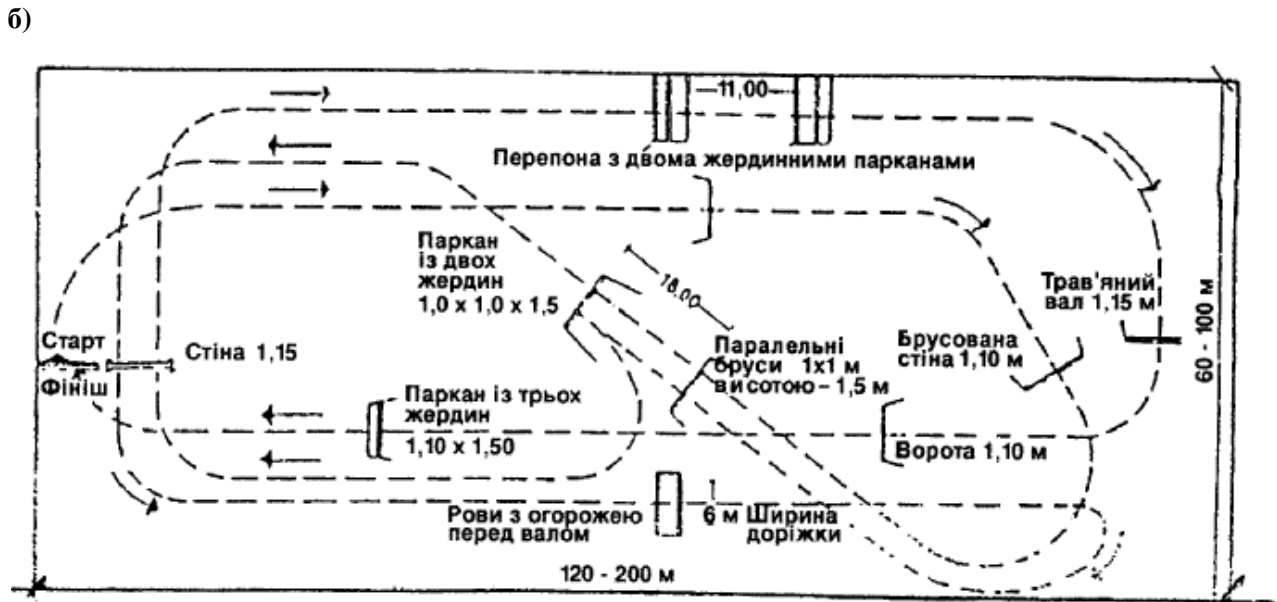 б)
11,00
Перепона з двома жердинними парканами
Паркан
із двох
жердин
1,0 x 1,0 x 1,5
18,00
Трав'яний
вал 1,15 м
60 - 100 м
Старт
Фініш
Стіна 1,15
Паралельні
бруси 1x1 м
висотою – 1,5 м
Брусована
стіна 1,10 м
Паркан із трьох
жердин
1,10 x 1,50
Ворота 1,10 м
Рови з огорожею
перед валом
6 м Ширина
доріжки
120 - 200 м